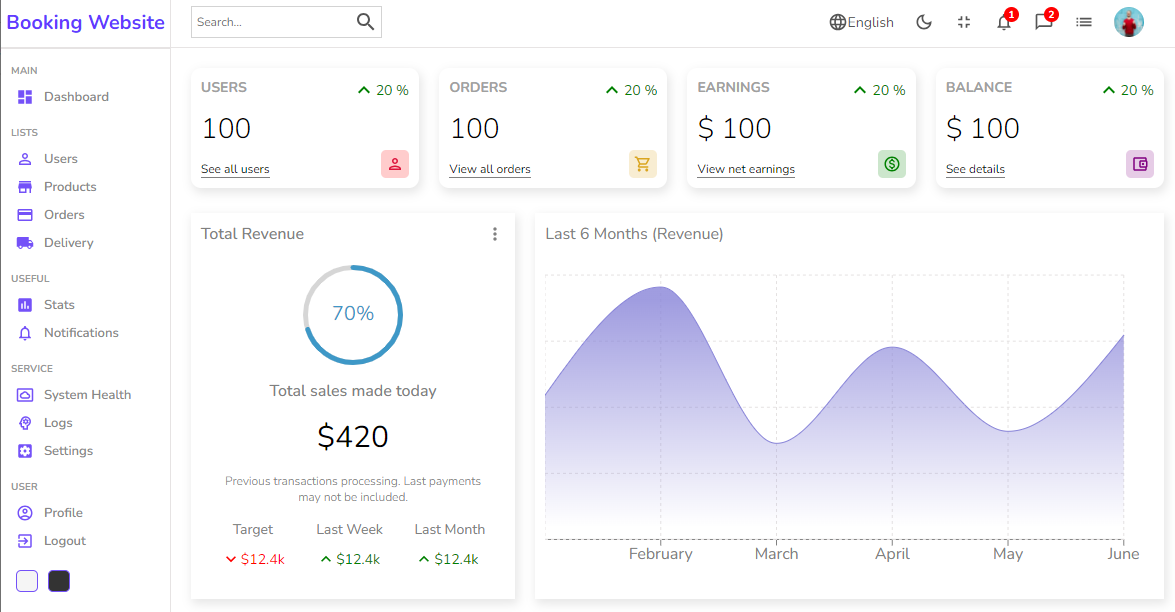 Booking Website
Search...
English
1
2
MAIN
Dashboard
LISTS
Users
Products
Orders
Delivery
USEFUL
Stats
Notifications
SERVICE
System Health
Logs
Settings
USER
Profile
Logout
USERS
20 %
100
See all users
ORDERS
20 %
100
View all orders
EARNINGS
20 %
$ 100
View net earnings
BALANCE
20 %
$ 100
See details
Total Revenue
70%
Total sales made today
$420
Previous transactions processing. Last payments
may not be included.
Target
$12.4k
Last Week
$12.4k
Last Month
$12.4k
Last 6 Months (Revenue)
February
March
April
May
June